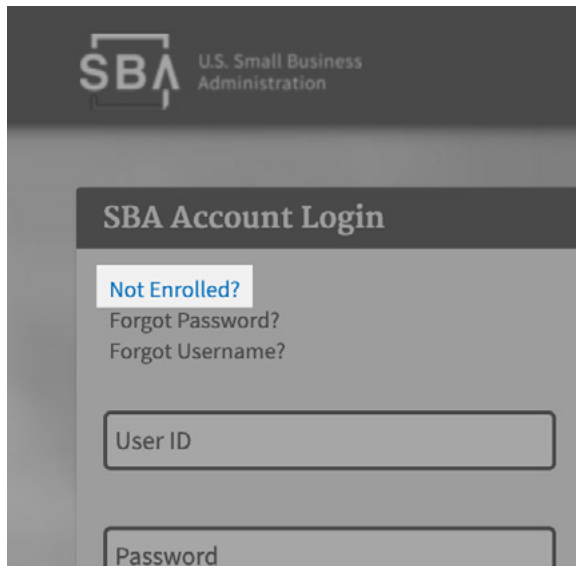 SBA
U.S. Small Business
Administration
SBA Account Login
Not Enrolled?
Forgot Password?
Forgot Username?
User ID
Password